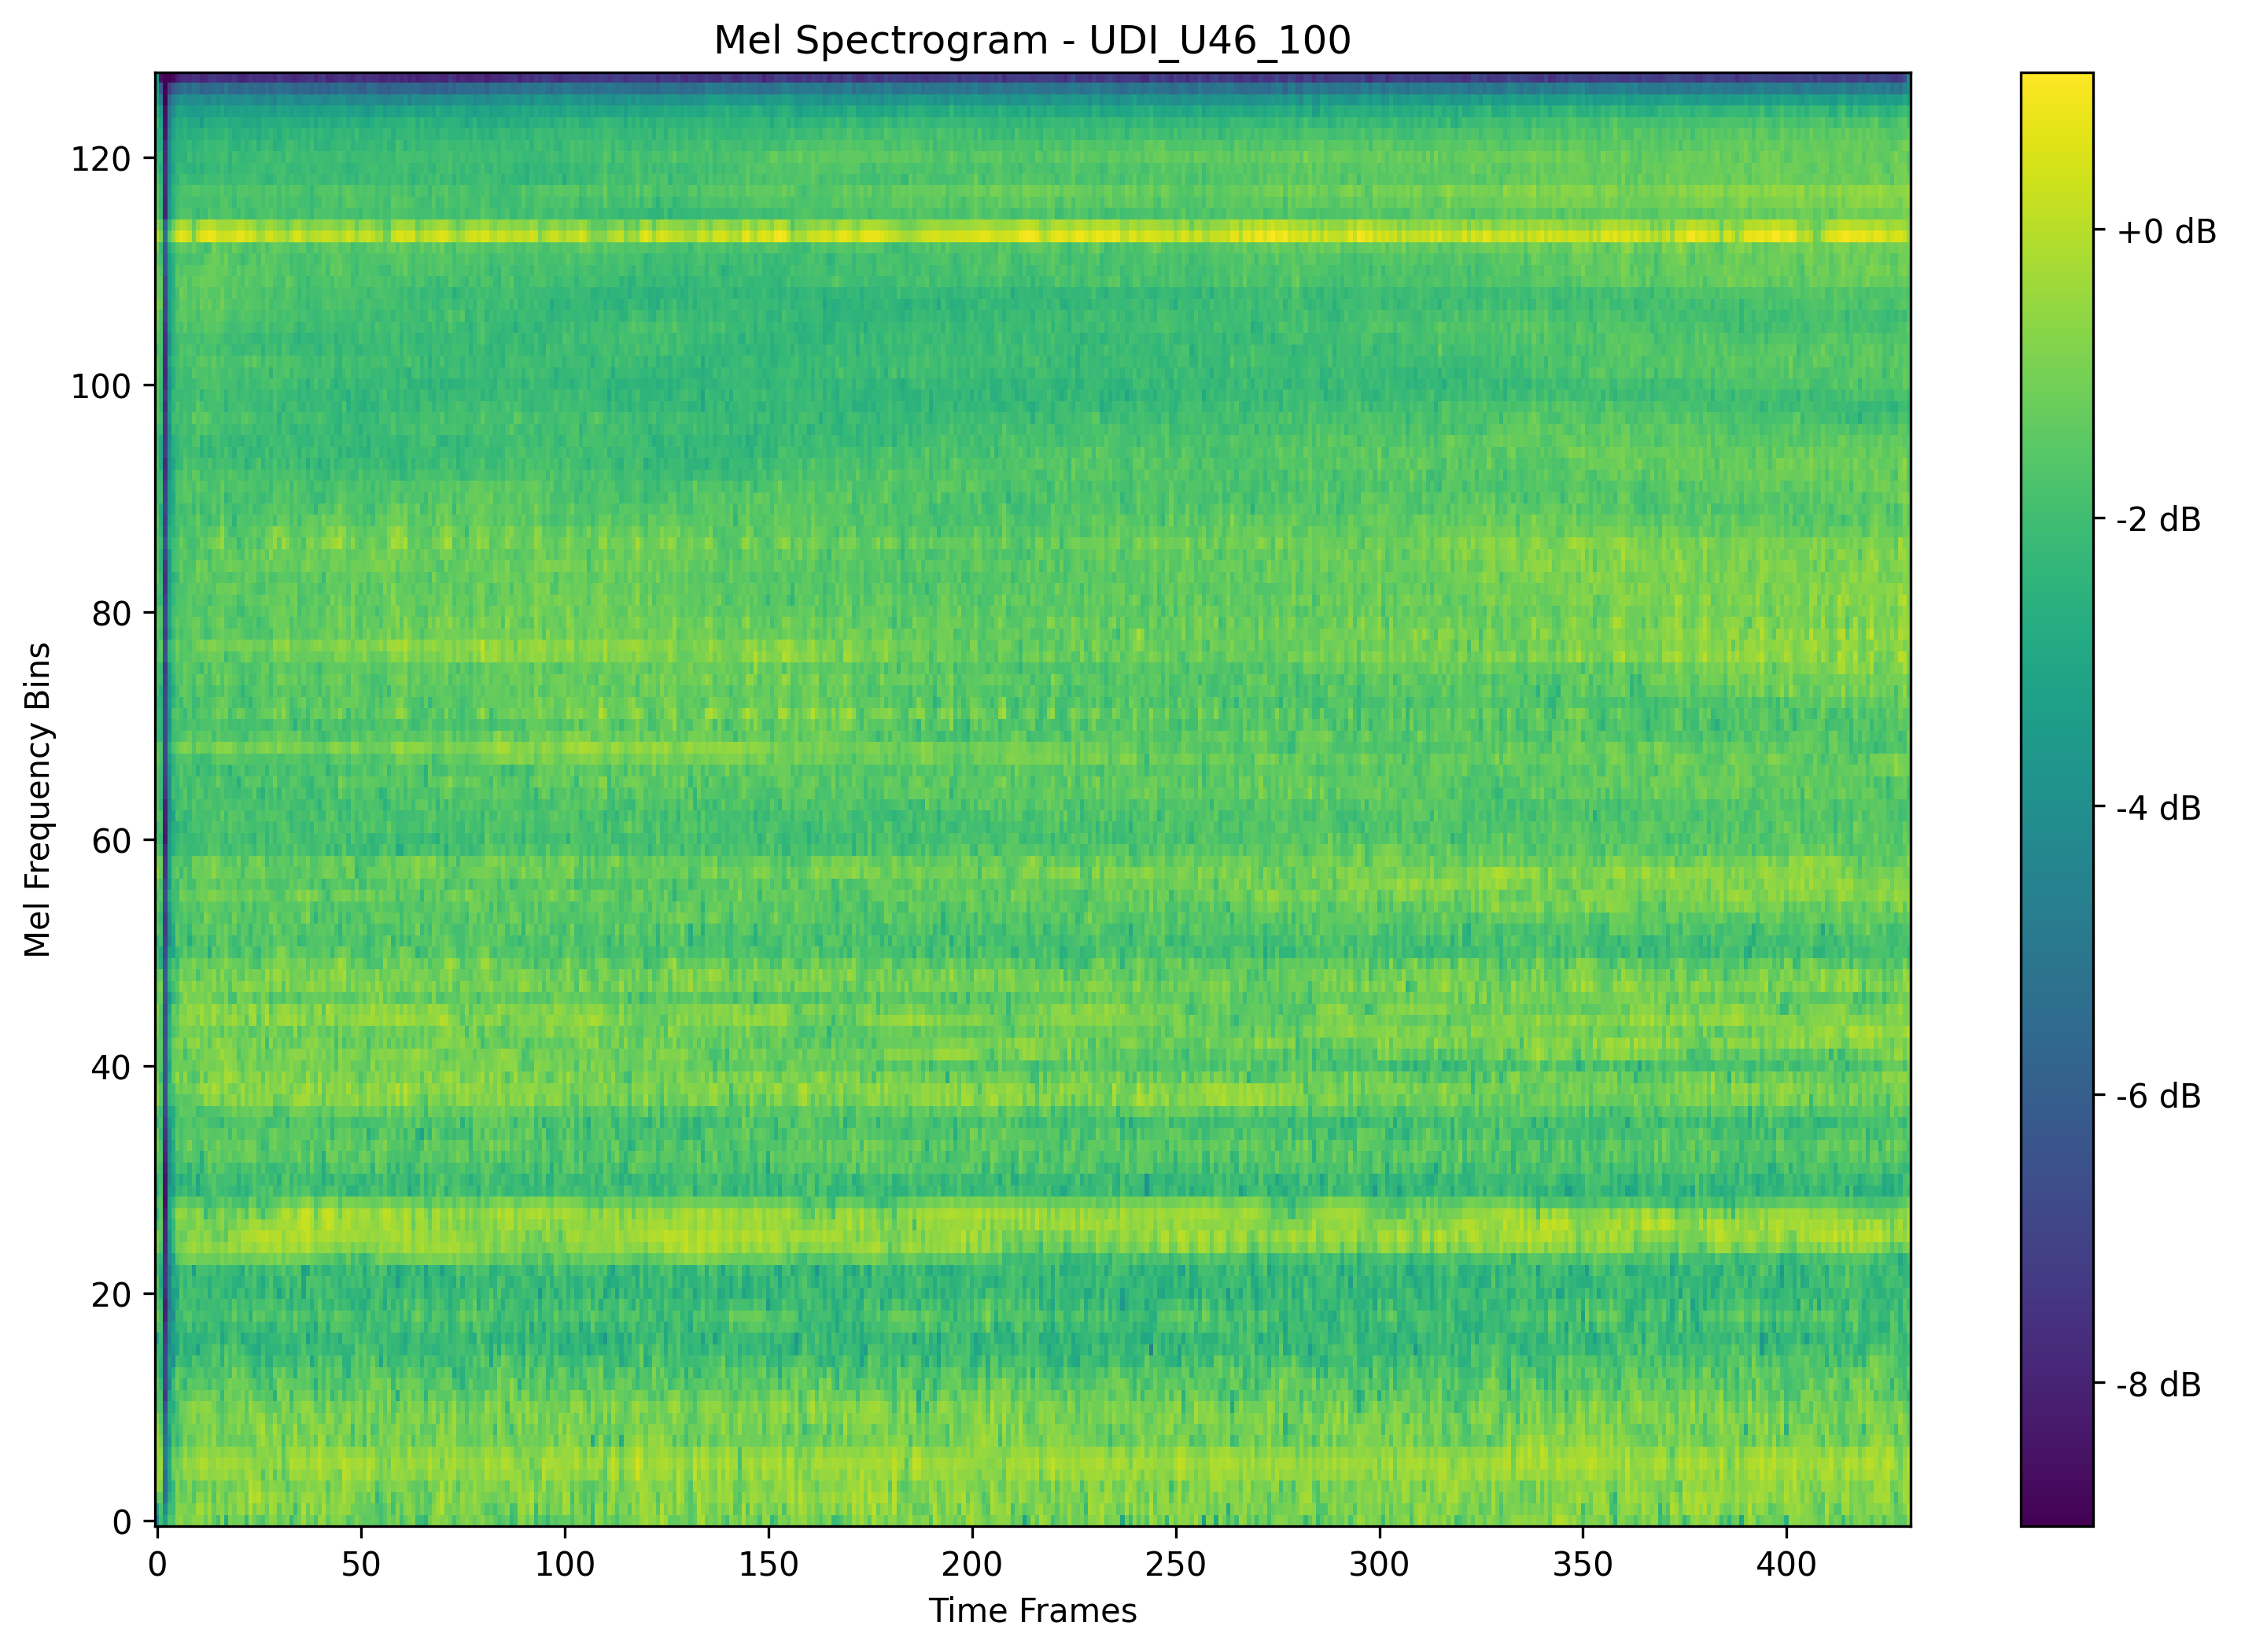 Mel Spectrogram - UDI_U46_100
Mel Frequency Bins
120
100
80
60
40
20
0
0 50 100 150 200 250 300 350 400
Time Frames
+0 dB
-2 dB
-4 dB
-6 dB
-8 dB